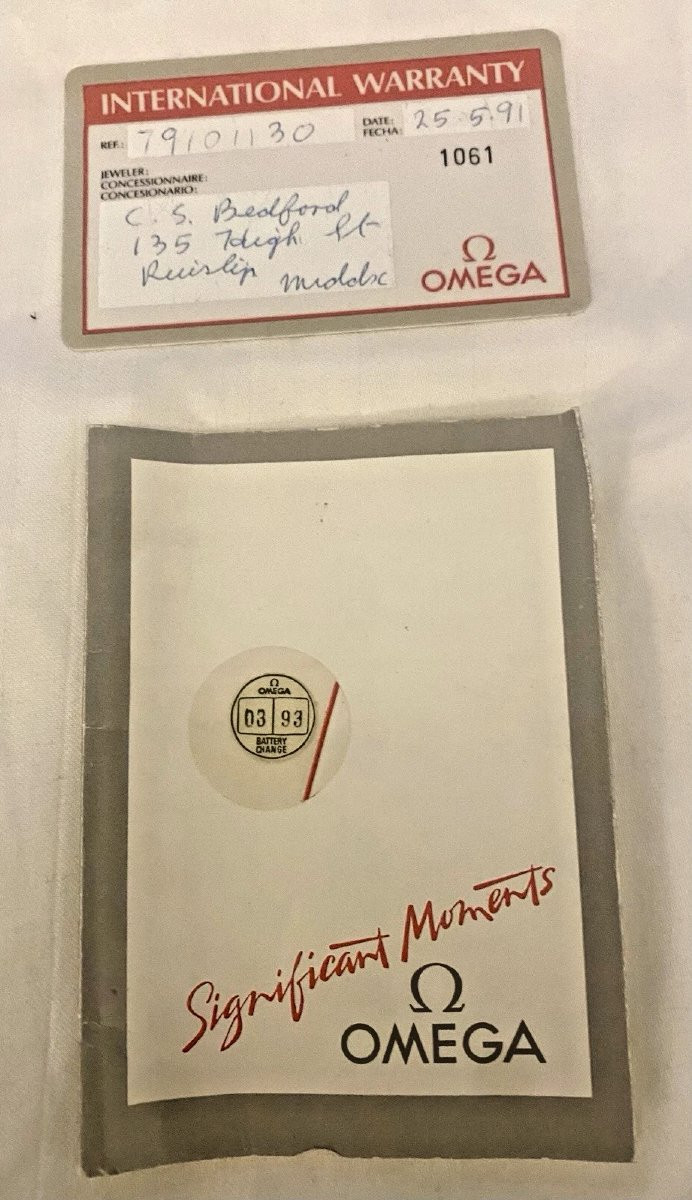 INTERNATIONAL WARRANTY
REF.: 79101130
DATE: 25.5.91
FECHA:
1061
JEWELER:
CONCESSIONNAIRE:
CONCESIONARIO:
C. S. Bedford
135 High St
Ruislip Middx
Ω
OMEGA
Ω
OMEGA
03 93
BATTERY
CHANGE
Significant Moments
Ω
OMEGA